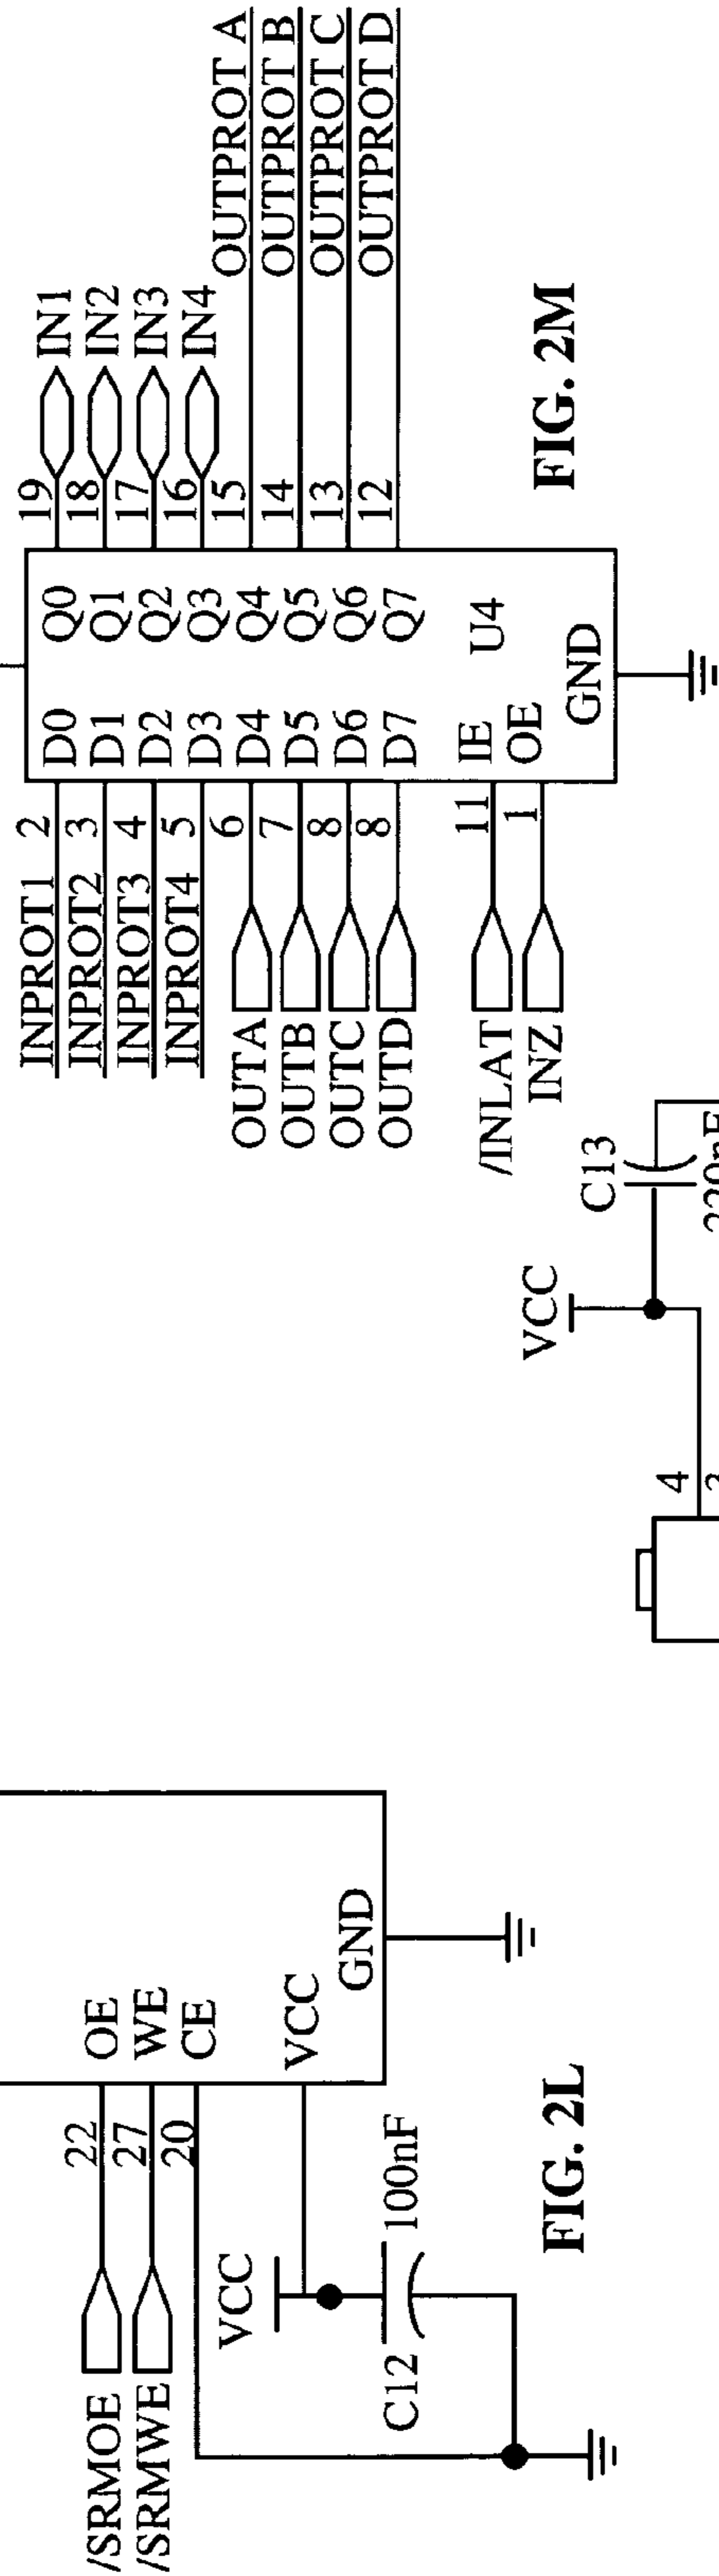 INPROT1 2 D0 Q0 19 IN1
INPROT2 3 D1 Q1 18 IN2
INPROT3 4 D2 Q2 17 IN3
INPROT4 5 D3 Q3 16 IN4
OUTA 6 D4 Q4 15 OUTPROT A
OUTB 7 D5 Q5 14 OUTPROT B
OUTC 8 D6 Q6 13 OUTPROT C
OUTD 8 D7 Q7 12 OUTPROT D
/INLAT 11 IE U4
INZ 1 OE
GND
FIG. 2M
VCC
C13
4
/SRMOE 22 OE
/SRMWE 27 WE
20 CE
VCC VCC
GND
C12 100nF
FIG. 2L